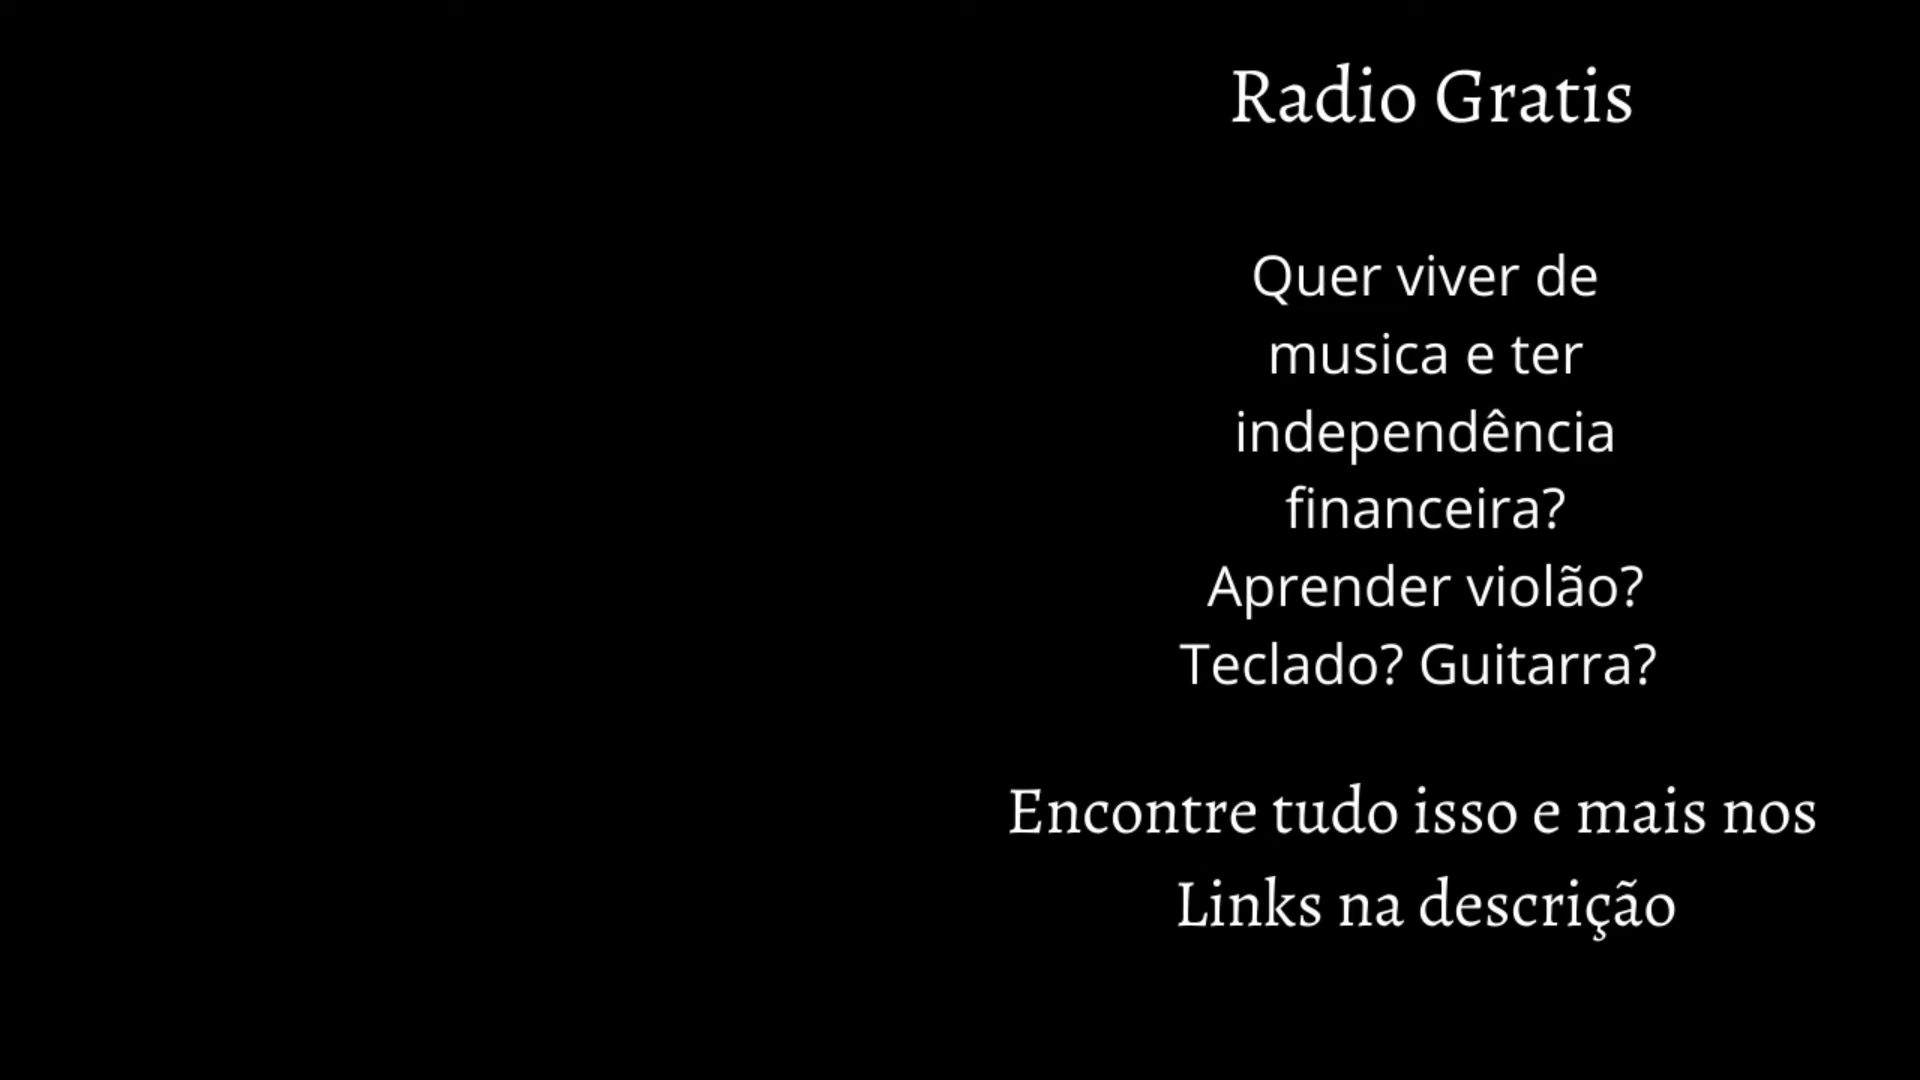 Radio Gratis
Quer viver de
musica e ter
independência
financeira?
Aprender violão?
Teclado? Guitarra?
Encontre tudo isso e mais nos
Links na descrição